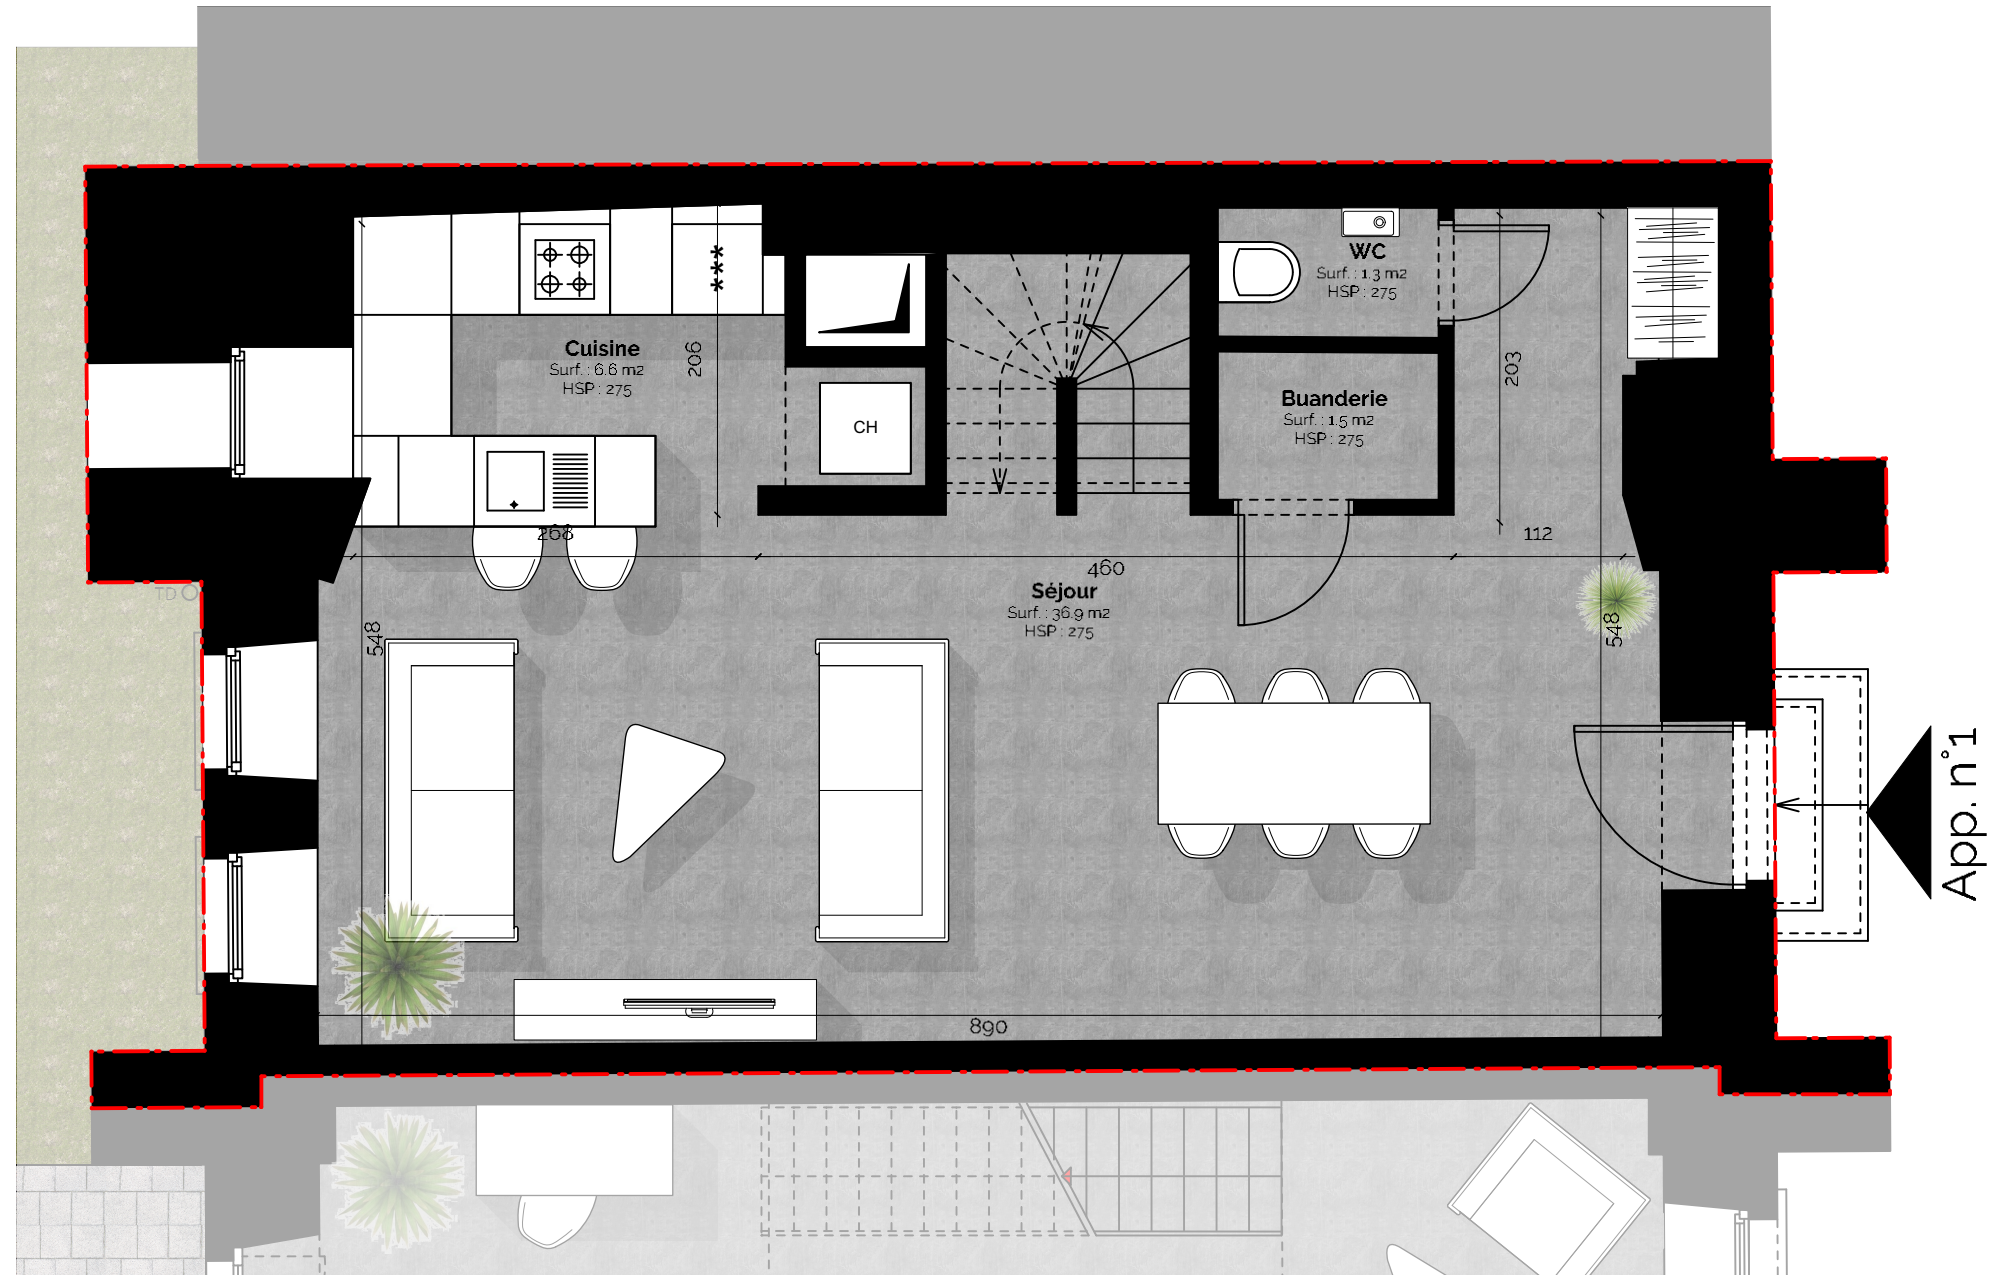 WC
Surf. : 1.3 m2
HSP : 275
***
Cuisine
Surf. : 6.6 m2
HSP : 275
206
203
Buanderie
Surf. : 1.5 m2
HSP : 275
CH
268
112
460
Séjour
Surf. : 36.9 m2
HSP : 275
TD
548
548
App. n°1
890